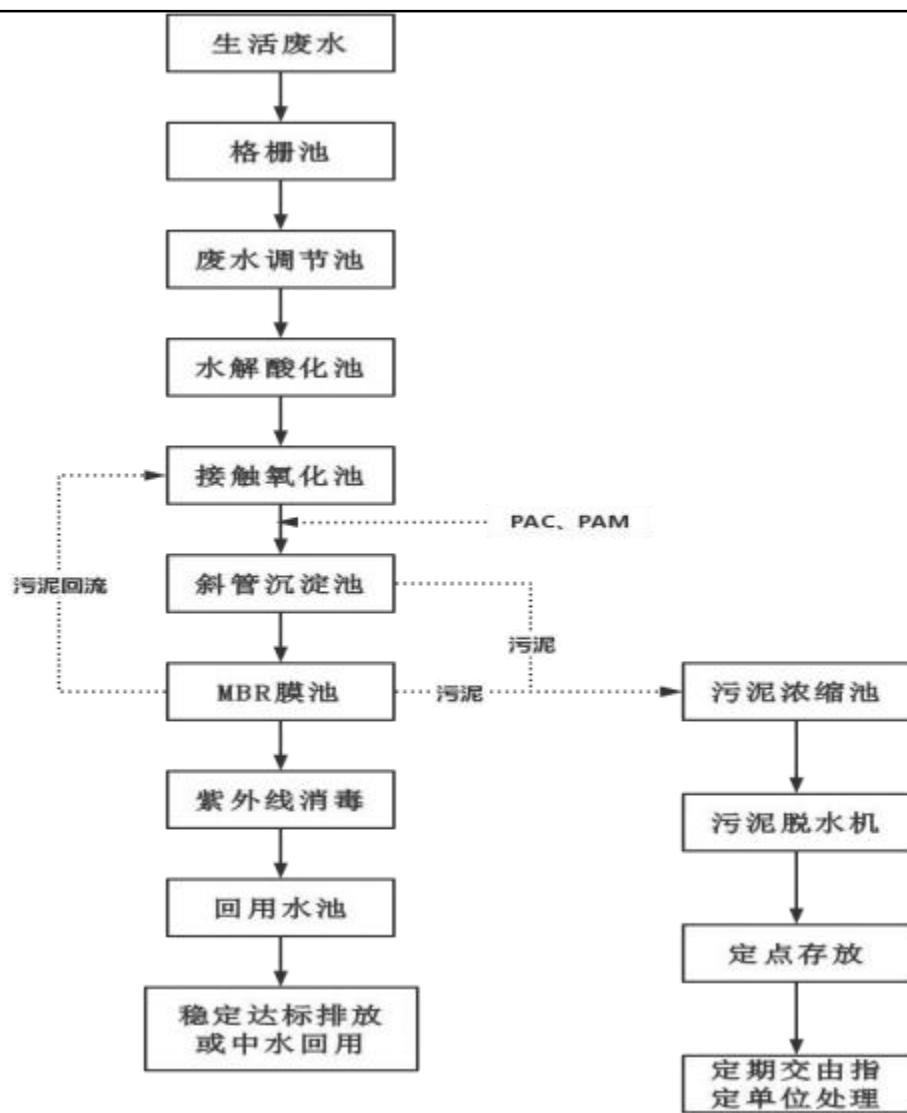 生活废水
格栅池
废水调节池
水解酸化池
接触氧化池
PAC、PAM
污泥回流
斜管沉淀池
污泥
MBR膜池
污泥
污泥浓缩池
紫外线消毒
污泥脱水机
回用水池
定点存放
稳定达标排放
或中水回用
定期交由指
定单位处理